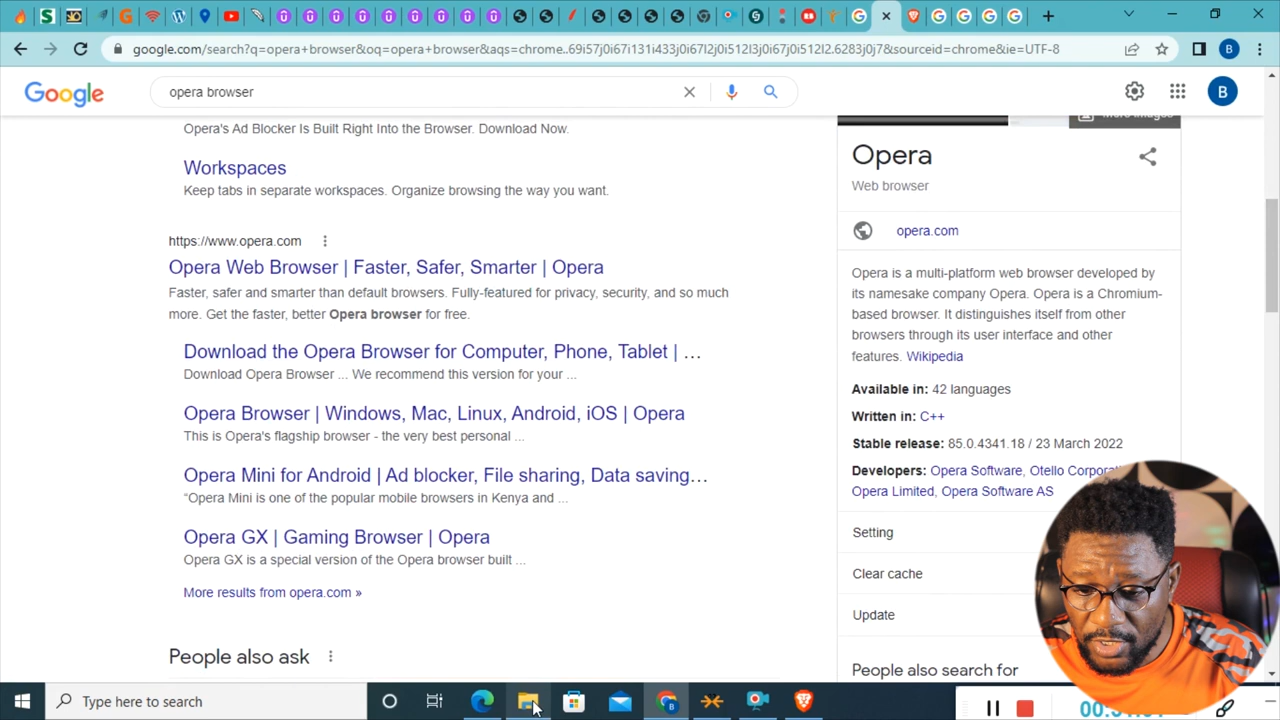 google.com/search?q=opera+browser&oq=opera+browser&aqs=chrome..69i57j0i67i131i433j0i67l2j0i512l3j0i67j0i512l2.6283j0j7&sourceid=chrome&ie=UTF-8
B
Google
opera browser
B
Opera's Ad Blocker Is Built Right Into the Browser. Download Now.
Workspaces
Keep tabs in separate workspaces. Organize browsing the way you want.
https://www.opera.com
Opera Web Browser | Faster, Safer, Smarter | Opera
Faster, safer and smarter than default browsers. Fully-featured for privacy, security, and so much
more. Get the faster, better Opera browser for free.
Download the Opera Browser for Computer, Phone, Tablet | ...
Download Opera Browser ... We recommend this version for your ...
Opera Browser | Windows, Mac, Linux, Android, iOS | Opera
This is Opera's flagship browser - the very best personal ...
Opera Mini for Android | Ad blocker, File sharing, Data saving...
“Opera Mini is one of the popular mobile browsers in Kenya and ...
Opera GX | Gaming Browser | Opera
Opera GX is a special version of the Opera browser built ...
More results from opera.com »
People also ask
More images
Opera
Web browser
opera.com
Opera is a multi-platform web browser developed by
its namesake company Opera. Opera is a Chromium-
based browser. It distinguishes itself from other
browsers through its user interface and other
features. Wikipedia
Available in: 42 languages
Written in: C++
Stable release: 85.0.4341.18 / 23 March 2022
Developers: Opera Software, Otello
Opera Limited, Opera Software AS
Setting
Clear cache
Update
People also search for
Type here to search